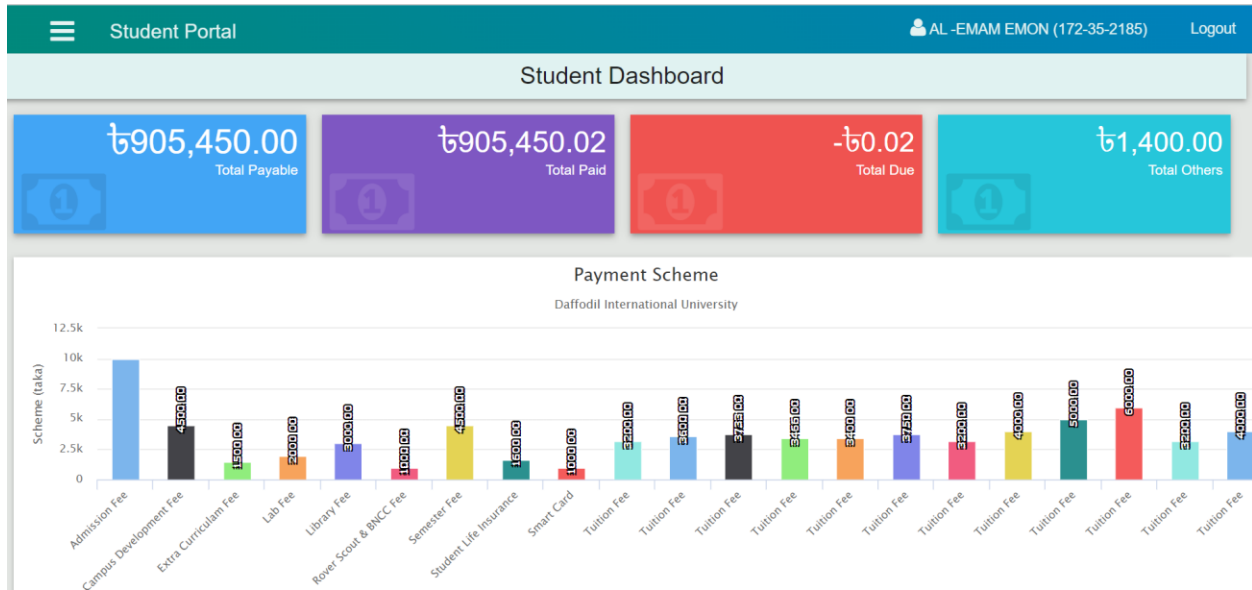 Student Portal
AL -EMAM EMON (172-35-2185)
Logout
Student Dashboard
৳905,450.00
Total Payable
৳905,450.02
Total Paid
-৳0.02
Total Due
৳1,400.00
Total Others
1
1
1
1
Payment Scheme
Daffodil International University
Scheme (taka)
12.5k
10k
7.5k
5k
2.5k
0
4500.00
1500.00
2000.00
3000.00
1000.00
4500.00
1600.00
1000.00
3200.00
3600.00
3733.00
3455.00
3400.00
3750.00
3200.00
4000.00
5000.00
6000.00
3200.00
4000.00
Admission Fee
Campus Development Fee
Extra Curriculam Fee
Lab Fee
Library Fee
Rover Scout & BNCC Fee
Semester Fee
Student Life Insurance
Smart Card
Tuition Fee
Tuition Fee
Tuition Fee
Tuition Fee
Tuition Fee
Tuition Fee
Tuition Fee
Tuition Fee
Tuition Fee
Tuition Fee
Tuition Fee
Tuition Fee